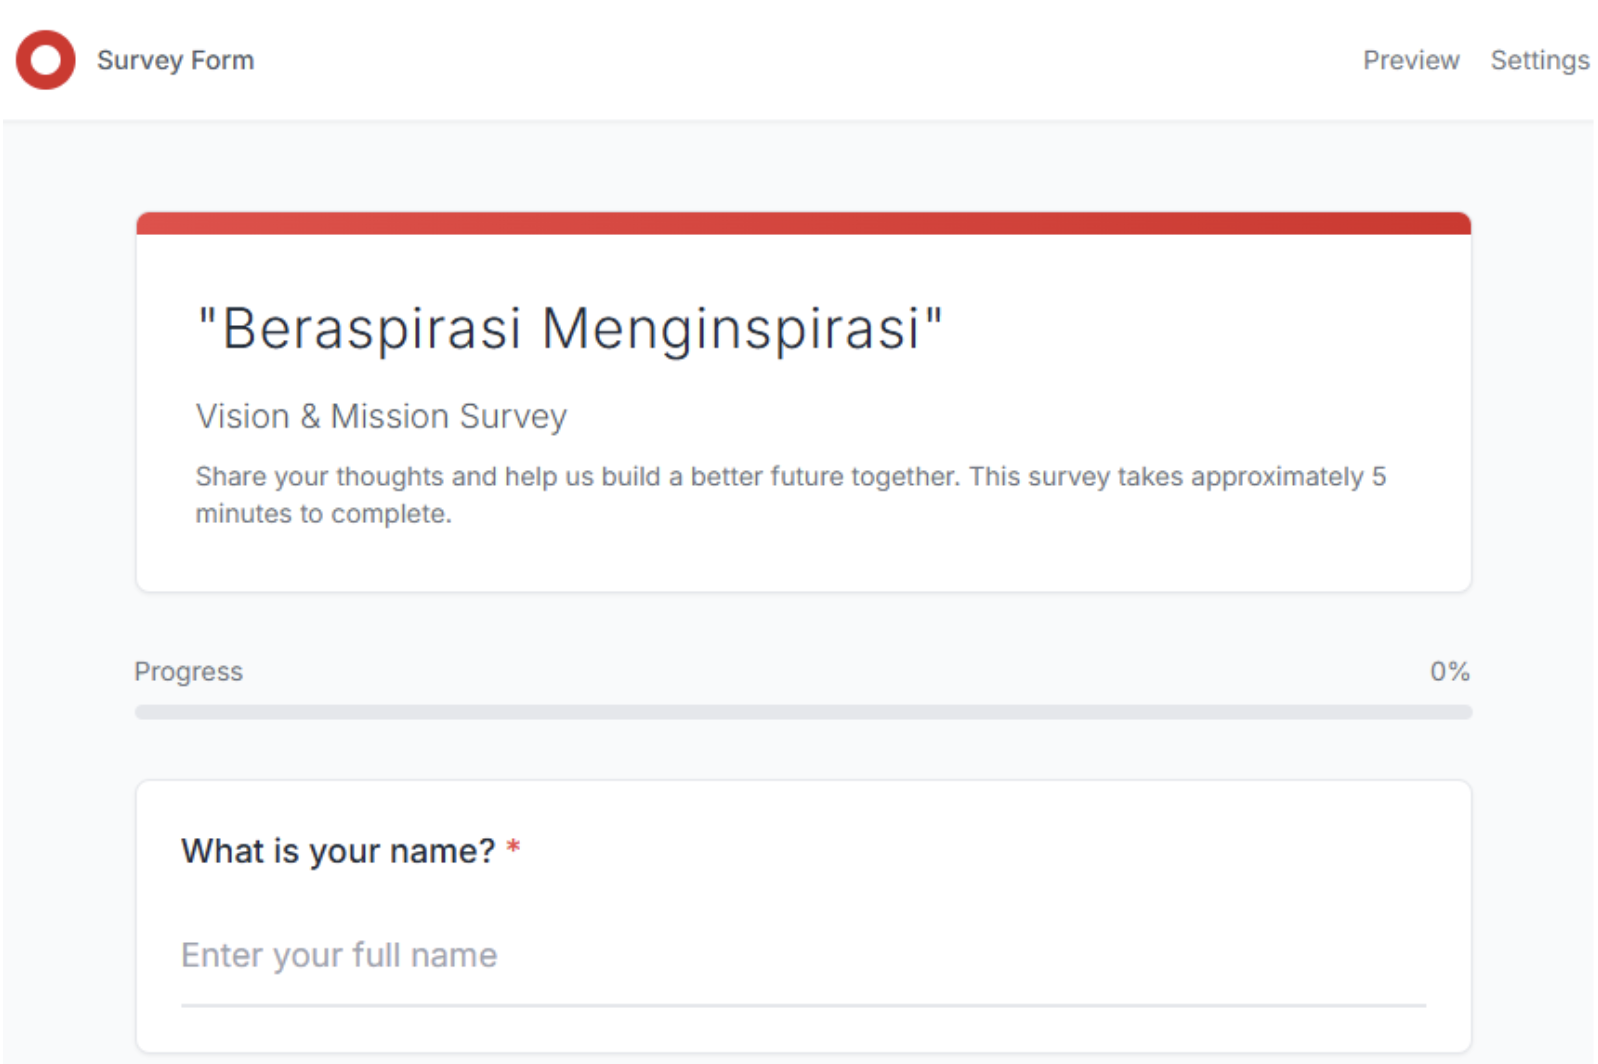 Survey Form
Preview
Settings
"Beraspirasi Menginspirasi"
Vision & Mission Survey
Share your thoughts and help us build a better future together. This survey takes approximately 5
minutes to complete.
Progress
0%
What is your name? *
Enter your full name